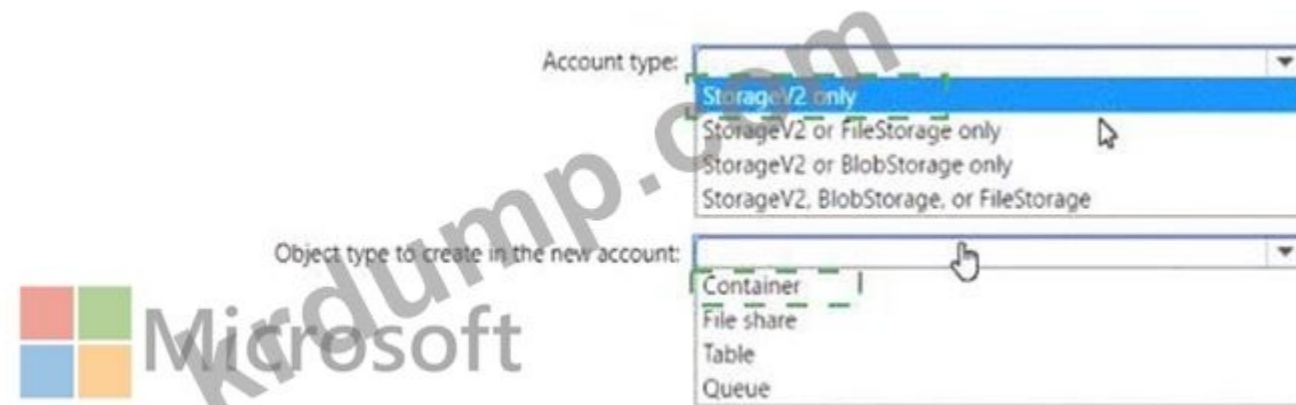 Account type:
StorageV2 only
StorageV2 or FileStorage only
StorageV2 or BlobStorage only
StorageV2, BlobStorage, or FileStorage
Object type to create in the new account:
Container
File share
Table
Queue
Microsoft
krdump.com